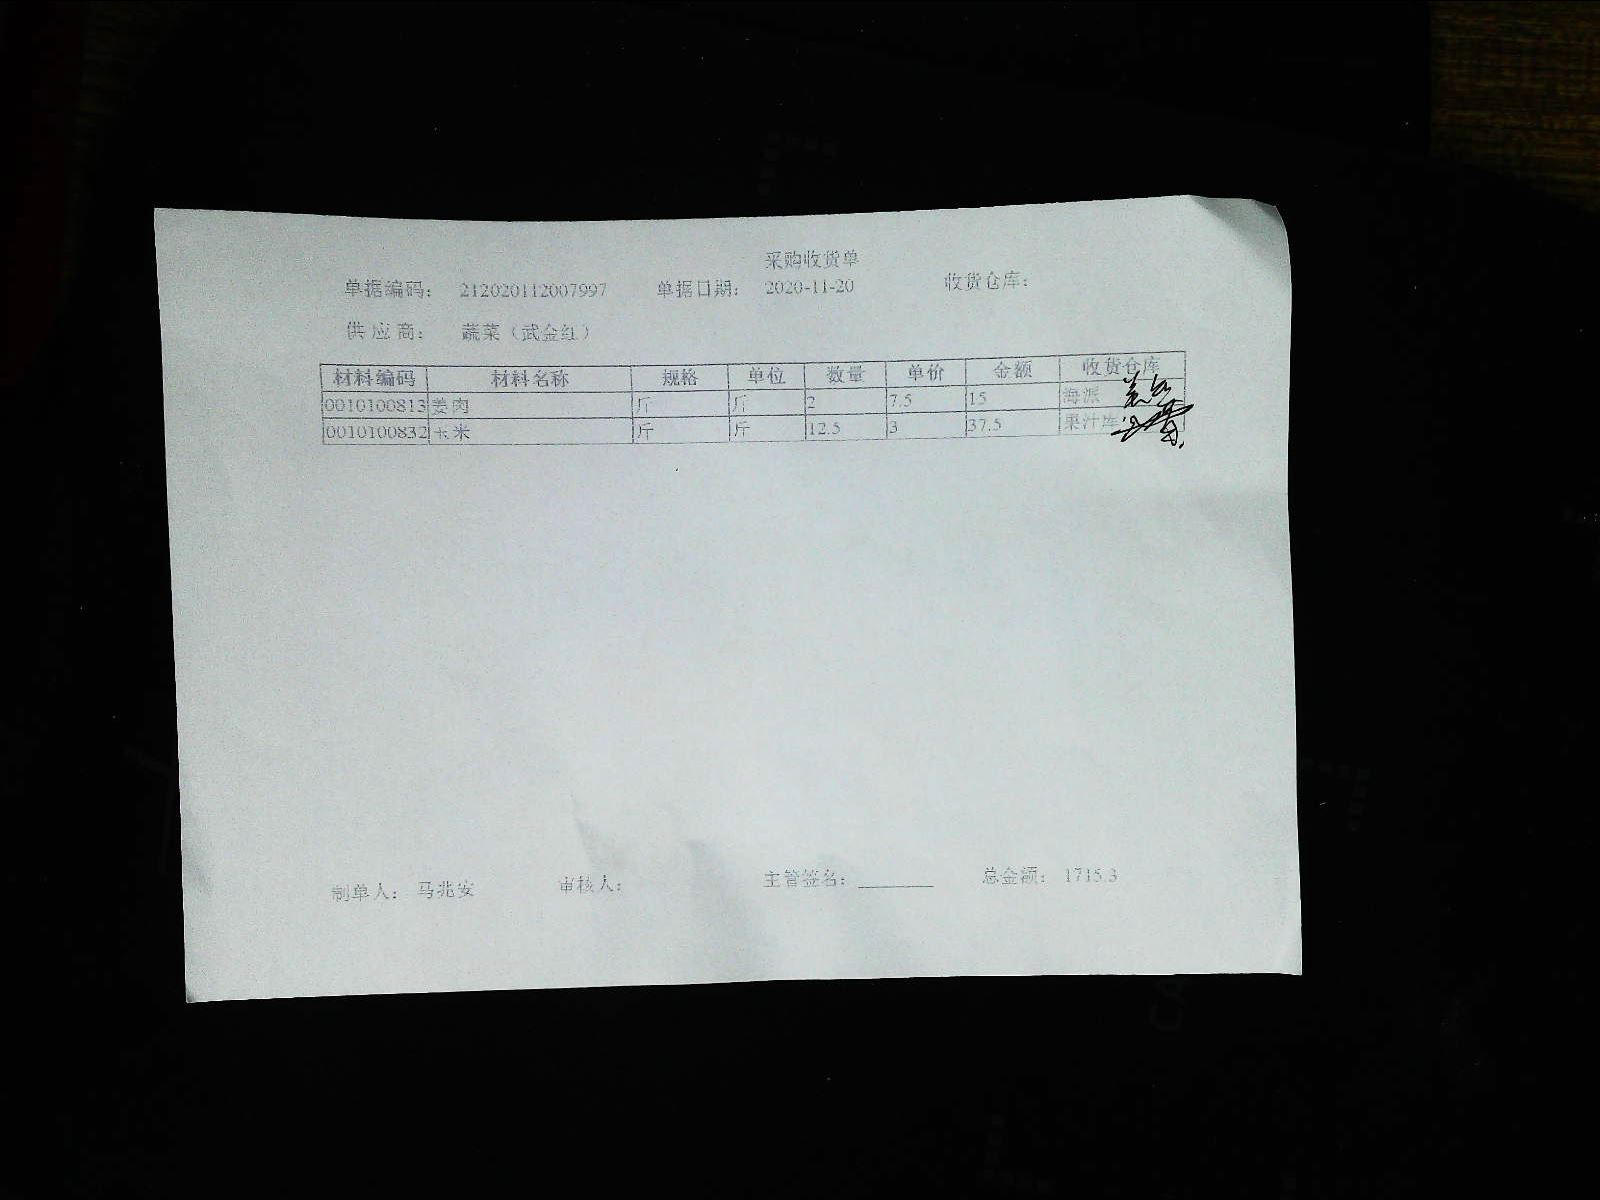 采购收货单
单据编码： 212020112007997 单据日期： 2020-11-20 收货仓库：
供应商： 蔬菜（武金红）
材料编码 材料名称 规格 单位 数量 单价 金额 收货仓库
0010100813 姜肉 斤 斤 2 7.5 15 海派
0010100832 玉米 斤 斤 12.5 3 37.5 果汁库
制单人： 马兆安 审核人： 主管签名： 总金额： 1715.3